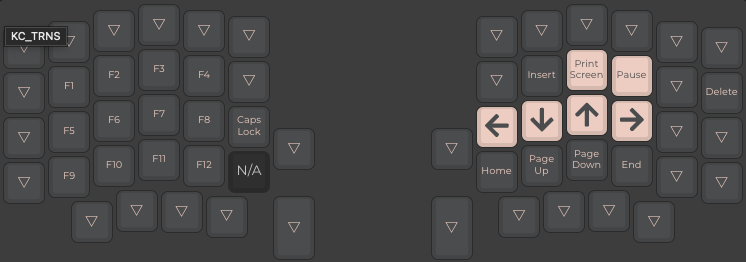 KC_TRNS
F1
F2
F3
F4
Insert
Print
Screen
Pause
Delete
F5
F6
F7
F8
Caps
Lock
F9
F10
F11
F12
N/A
Home
Page
Up
Page
Down
End